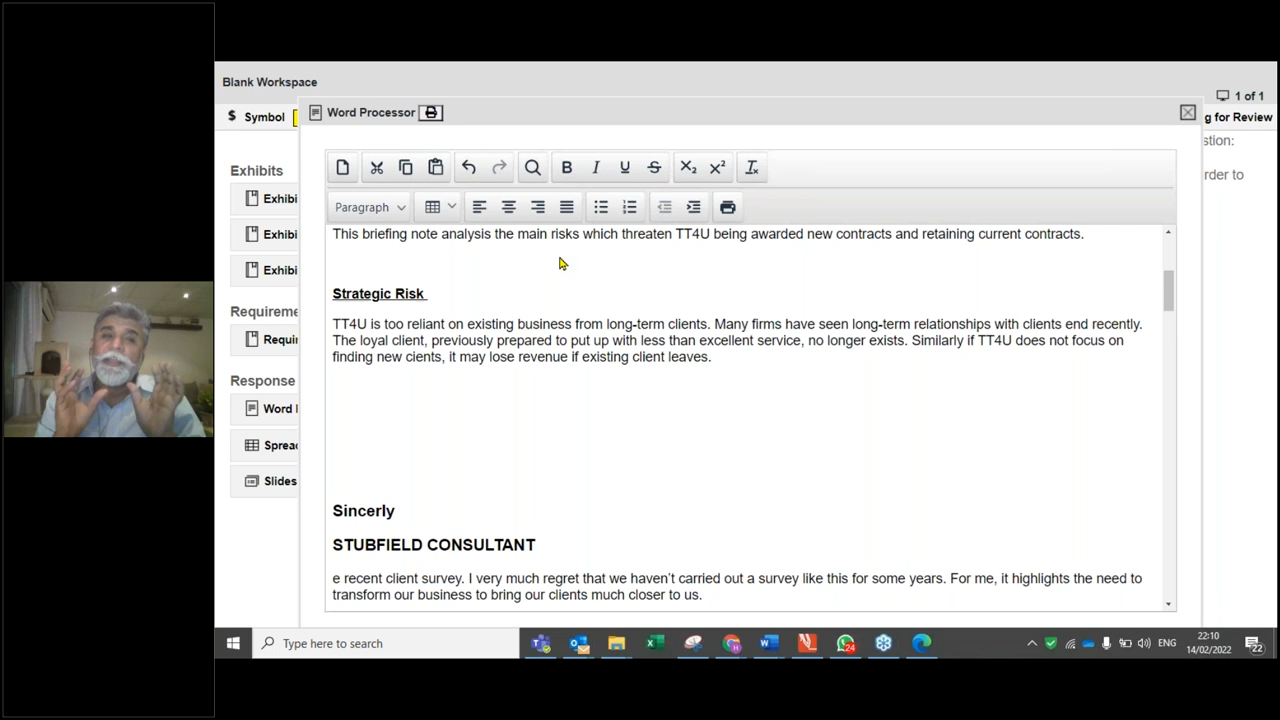 Blank Workspace
1 of 1
$ Symbol
Word Processor
g for Review
stion:
rder to
Exhibits
Exhibi
Exhibi
Exhibi
Requireme
Requir
Response
Word
Spreac
Slides
Paragraph
This briefing note analysis the main risks which threaten TT4U being awarded new contracts and retaining current contracts.
Strategic Risk
TT4U is too reliant on existing business from long-term clients. Many firms have seen long-term relationships with clients end recently.
The loyal client, previously prepared to put up with less than excellent service, no longer exists. Similarly if TT4U does not focus on
finding new cients, it may lose revenue if existing client leaves.
Sincerly
STUBFIELD CONSULTANT
e recent client survey. I very much regret that we haven't carried out a survey like this for some years. For me, it highlights the need to
transform our business to bring our clients much closer to us.
Type here to search
24
ENG
22:10
14/02/2022
22